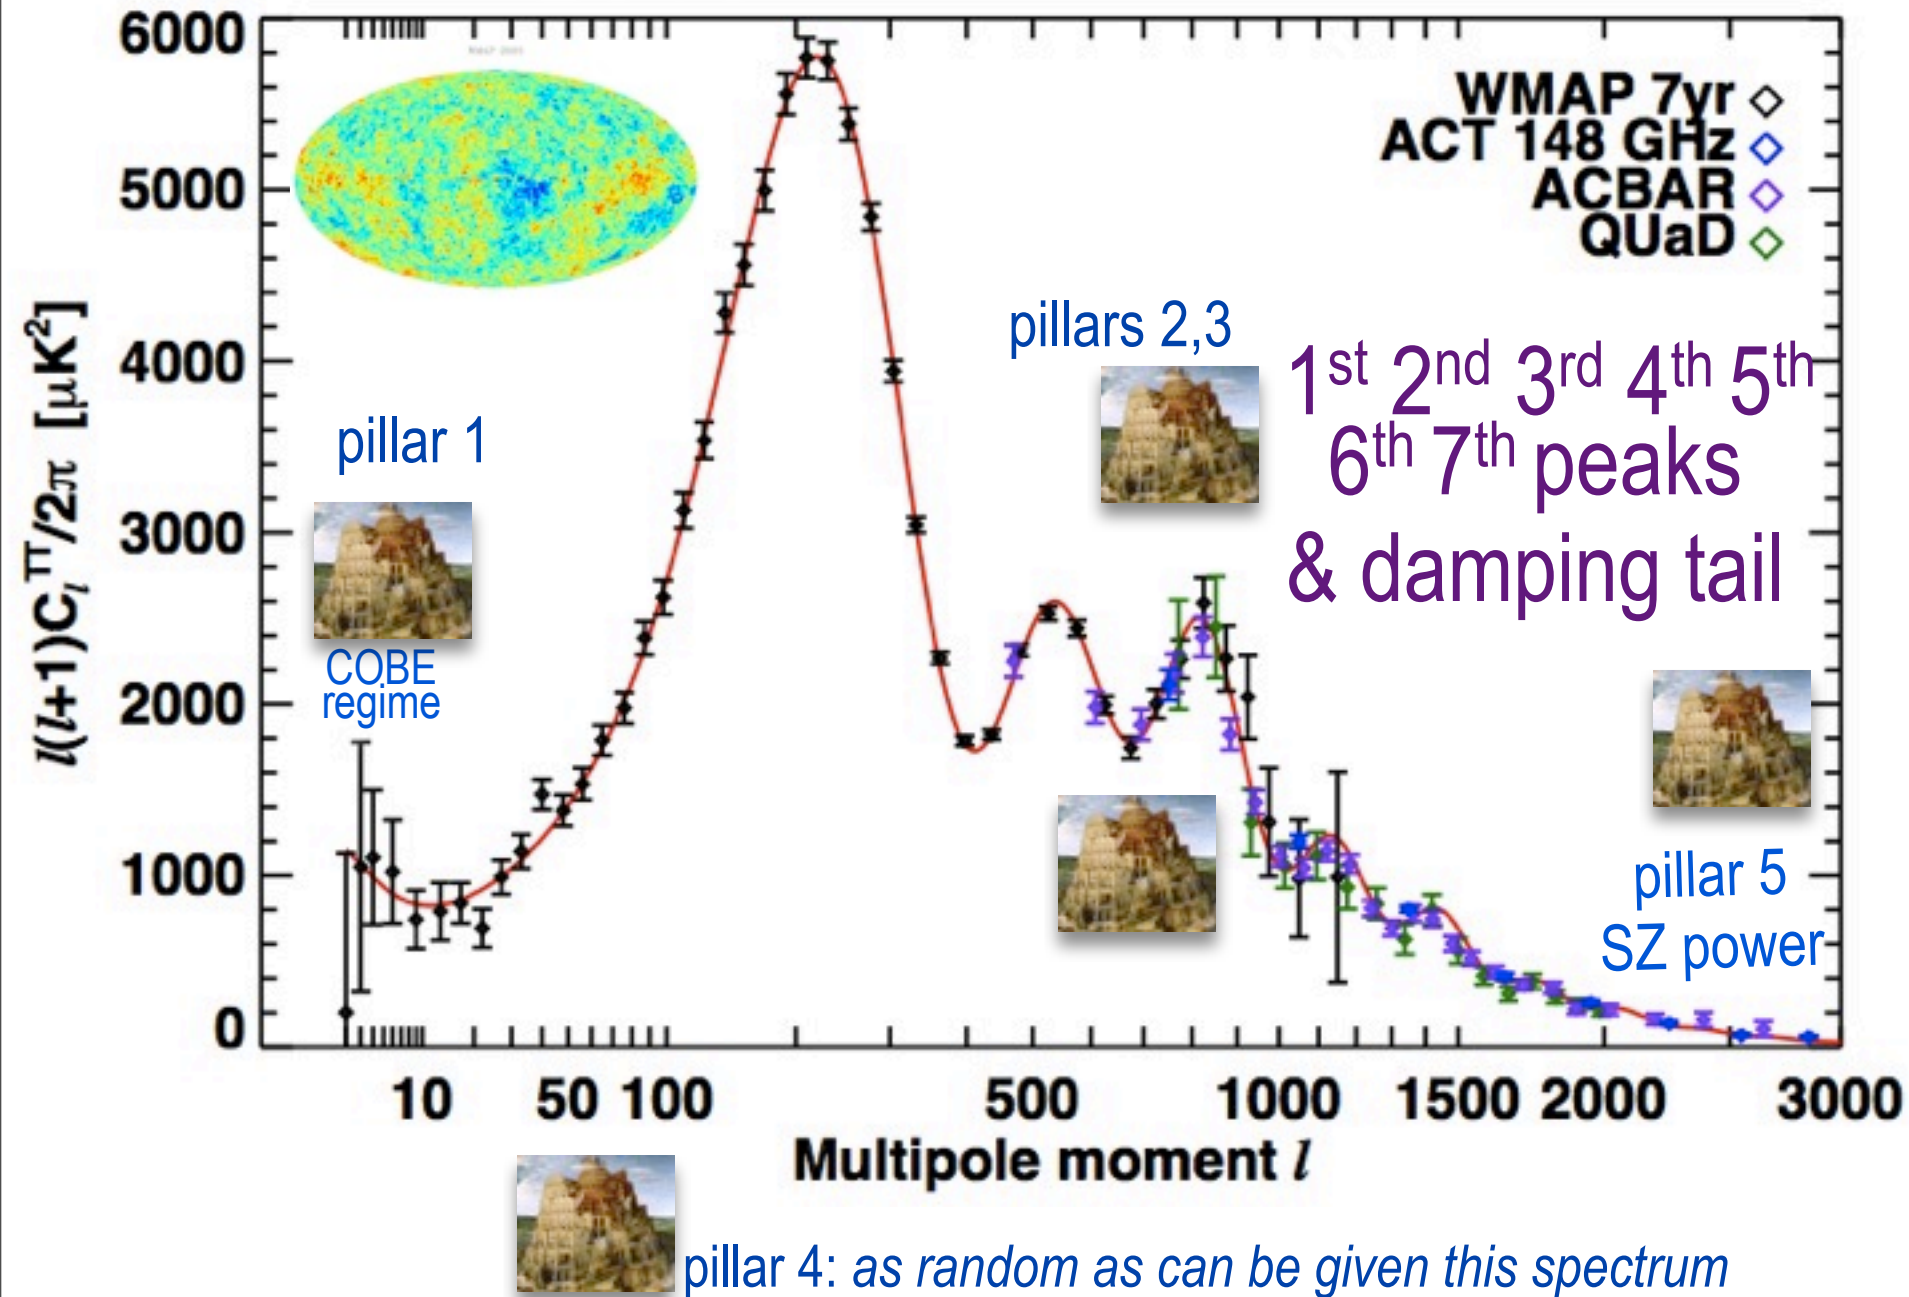 6000
5000
4000
3000
2000
1000
0
l(l+1)C_l^TT/2π [μK²]
WMAP 7yr
ACT 148 GHz
ACBAR
QUaD
pillar 1
COBE
regime
pillars 2,3
1st 2nd 3rd 4th 5th
6th 7th peaks
& damping tail
pillar 5
SZ power
10 50 100 500 1000 1500 2000 3000
Multipole moment l
pillar 4: as random as can be given this spectrum